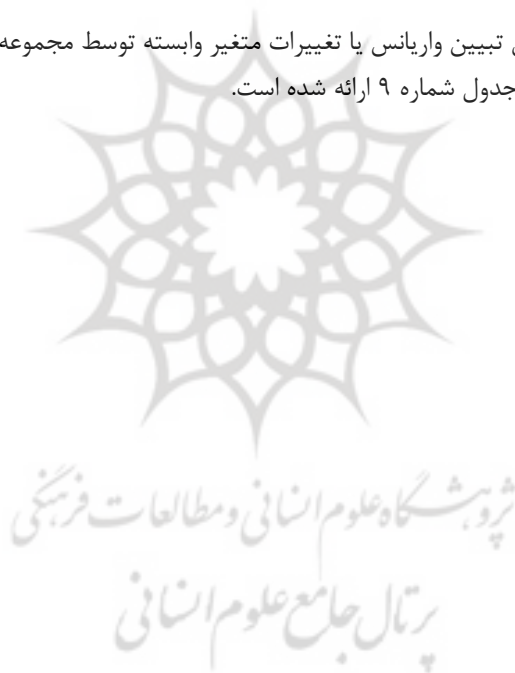 تبیین واریانس یا تغییرات متغیر وابسته توسط مجموعه
جدول شماره ۹ ارائه شده است.
پژوهشگاه علوم انسانی و مطالعات فرهنگی
پرتال جامع علوم انسانی